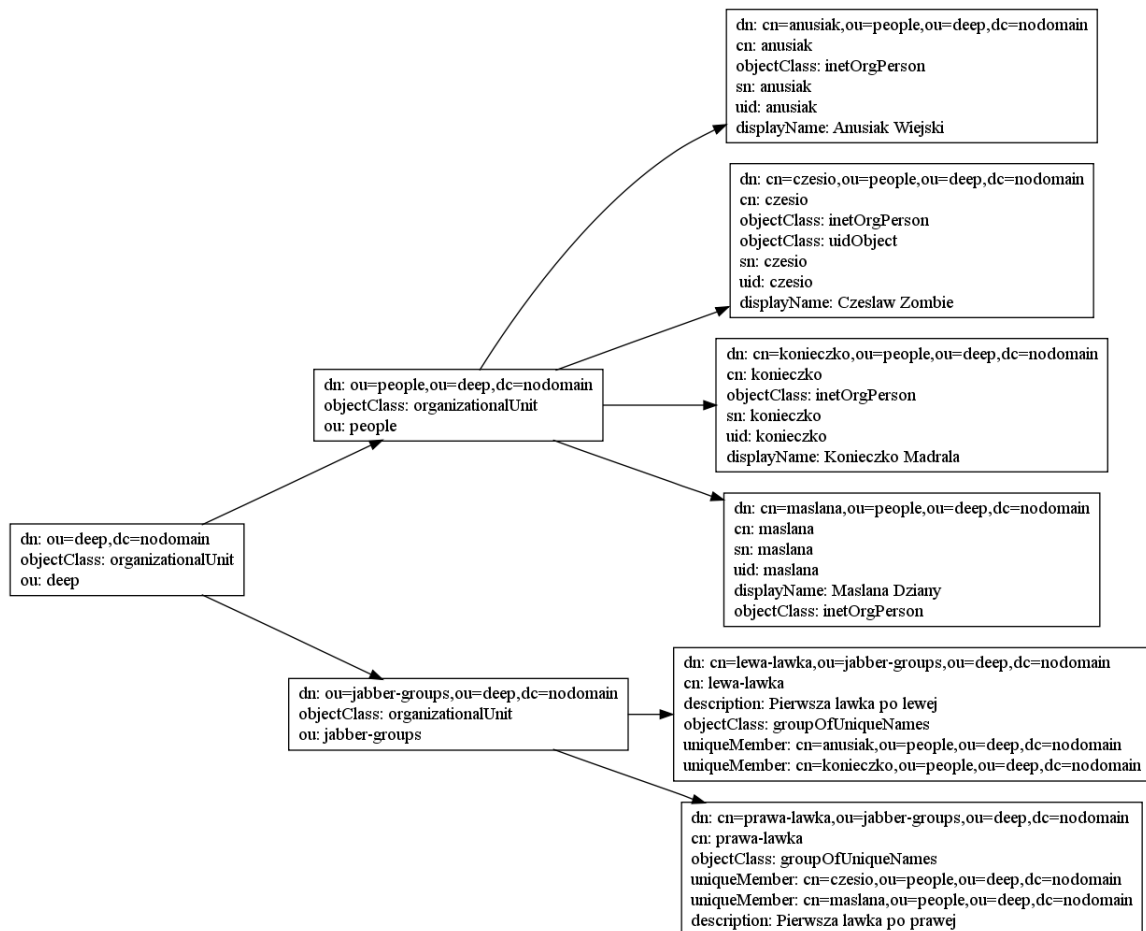 dn: cn=anusiak,ou=people,ou=deep,dc=nodomain
cn: anusiak
objectClass: inetOrgPerson
sn: anusiak
uid: anusiak
displayName: Anusiak Wiejski
dn: cn=czesio,ou=people,ou=deep,dc=nodomain
cn: czesio
objectClass: inetOrgPerson
objectClass: uidObject
sn: czesio
uid: czesio
displayName: Czeslaw Zombie
dn: ou=people,ou=deep,dc=nodomain
objectClass: organizationalUnit
ou: people
dn: cn=konieczko,ou=people,ou=deep,dc=nodomain
cn: konieczko
objectClass: inetOrgPerson
sn: konieczko
uid: konieczko
displayName: Konieczko Madrala
dn: cn=maslana,ou=people,ou=deep,dc=nodomain
cn: maslana
sn: maslana
uid: maslana
displayName: Maslana Dziany
objectClass: inetOrgPerson
dn: ou=deep,dc=nodomain
objectClass: organizationalUnit
ou: deep
dn: ou=jabber-groups,ou=deep,dc=nodomain
objectClass: organizationalUnit
ou: jabber-groups
dn: cn=lewa-lawka,ou=jabber-groups,ou=deep,dc=nodomain
cn: lewa-lawka
description: Pierwsza lawka po lewej
objectClass: groupOfUniqueNames
uniqueMember: cn=anusiak,ou=people,ou=deep,dc=nodomain
uniqueMember: cn=konieczko,ou=people,ou=deep,dc=nodomain
dn: cn=prawa-lawka,ou=jabber-groups,ou=deep,dc=nodomain
cn: prawa-lawka
objectClass: groupOfUniqueNames
uniqueMember: cn=czesio,ou=people,ou=deep,dc=nodomain
uniqueMember: cn=maslana,ou=people,ou=deep,dc=nodomain
description: Pierwsza lawka po prawej